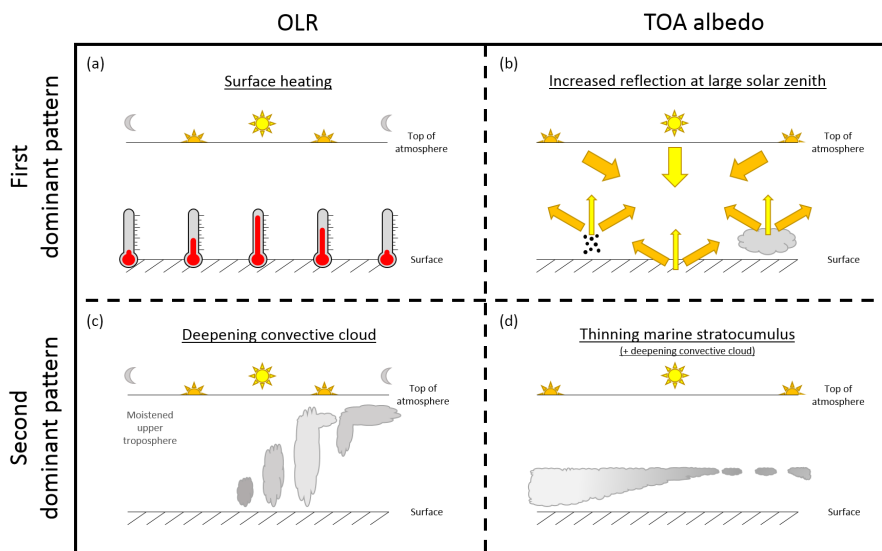 OLR
TOA albedo
First
dominant pattern
(a)
Surface heating
Top of
atmosphere
Surface
(b)
Increased reflection at large solar zenith
Top of
atmosphere
Surface
Second
dominant pattern
(c)
Deepening convective cloud
Top of
atmosphere
Moistened
upper
troposphere
Surface
(d)
Thinning marine stratocumulus
(+ deepening convective cloud)
Top of
atmosphere
Surface